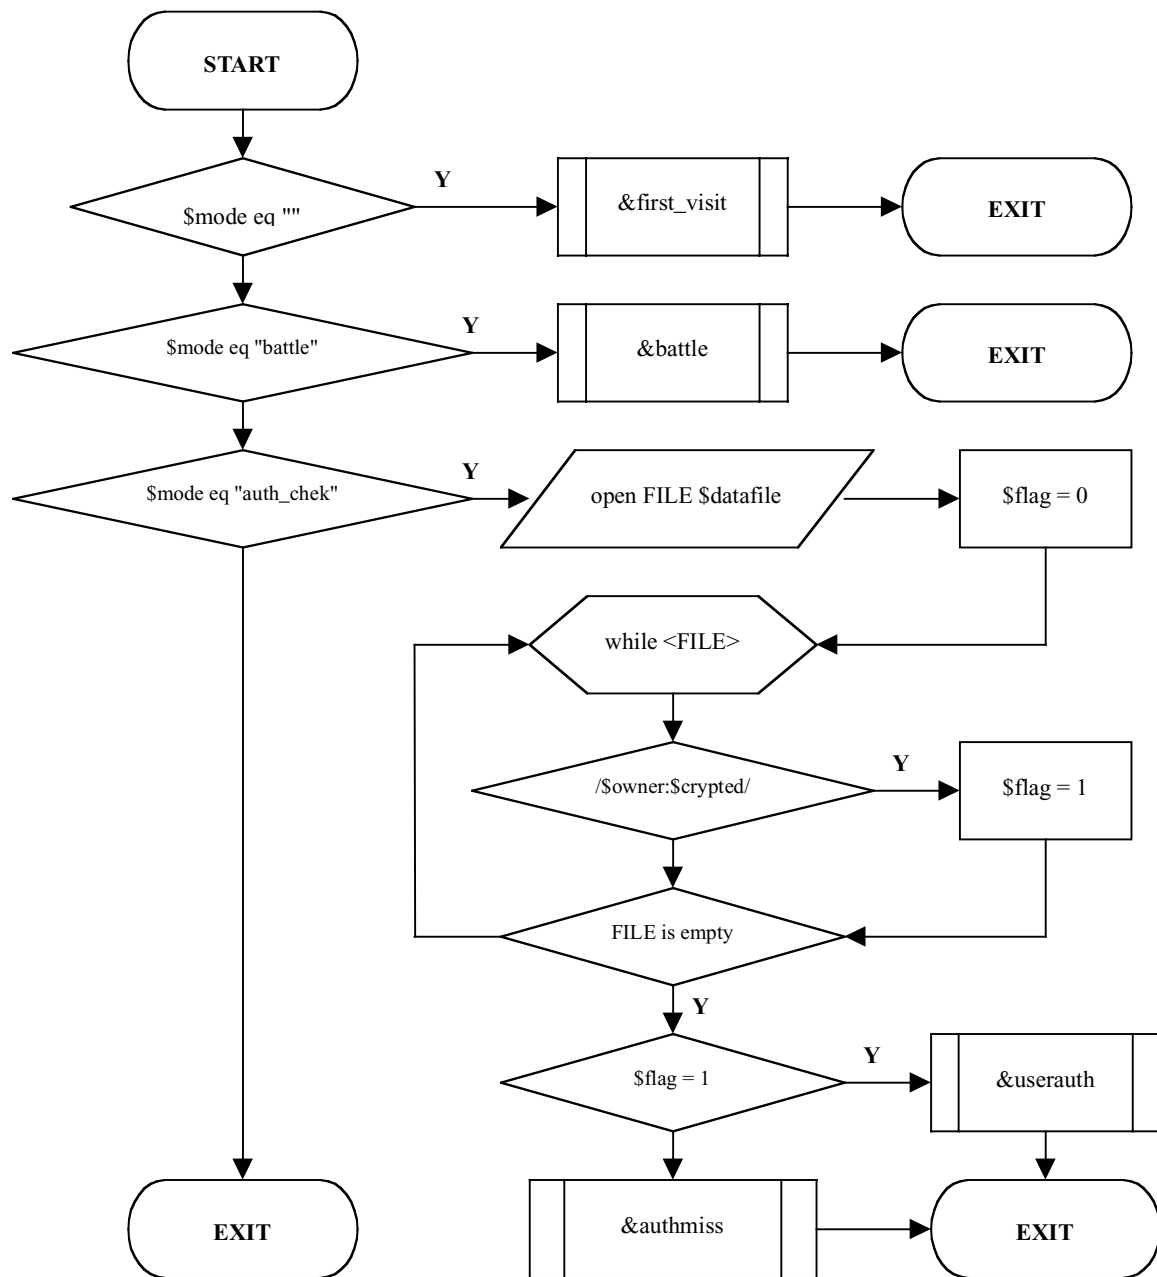 START
$mode eq ""
Y
&first_visit
EXIT
$mode eq "battle"
Y
&battle
EXIT
$mode eq "auth_chek"
Y
open FILE $datafile
$flag = 0
while <FILE>
/$owner:$crypted/
Y
$flag = 1
FILE is empty
Y
$flag = 1
Y
&userauth
EXIT
&authmiss
EXIT